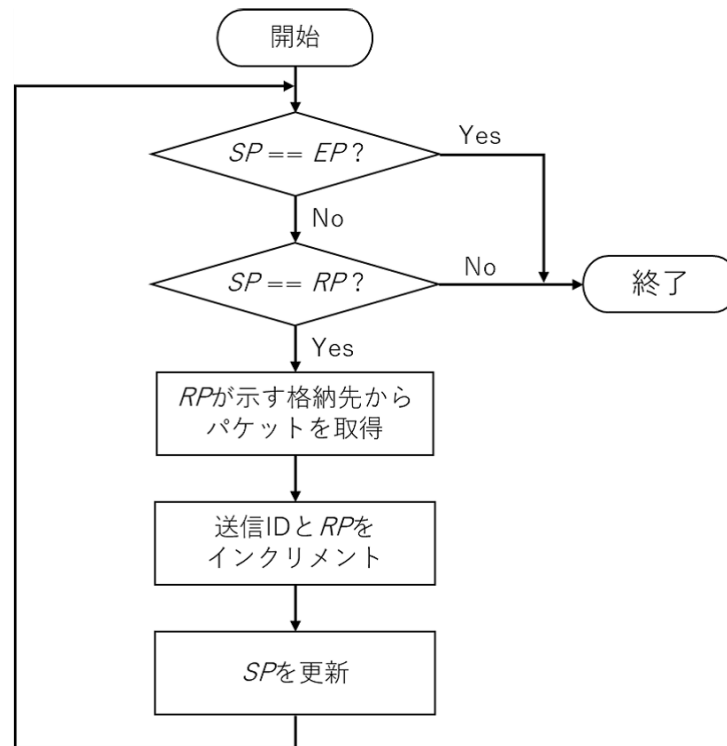 開始
SP == EP ?
Yes
No
SP == RP ?
No
終了
Yes
RPが示す格納先から
パケットを取得
送信IDとRPを
インクリメント
SPを更新